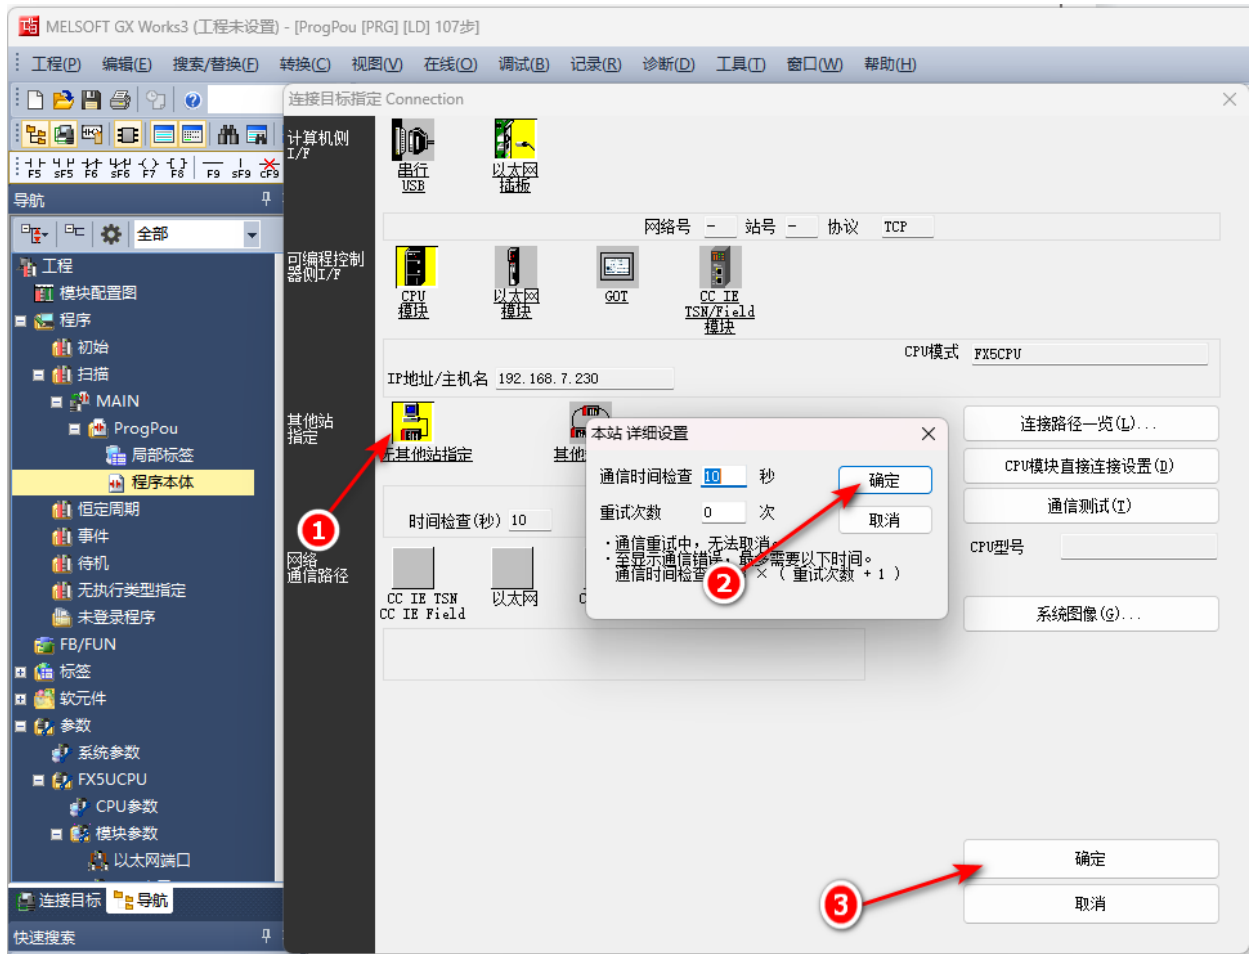 MELSOFT GX Works3 (工程未设置) - [ProgPou [PRG] [LD] 107步]
工程(P) 编辑(E) 搜索/替换(F) 转换(C) 视图(V) 在线(O) 调试(B) 记录(R) 诊断(D) 工具(T) 窗口(W) 帮助(H)
连接目标指定 Connection
F5 sF5 F6 sF6 F7 F8 F9 sF9 cF9
导航
全部
工程
模块配置图
程序
初始
扫描
MAIN
ProgPou
局部标签
程序本体
恒定周期
事件
待机
无执行类型指定
未登录程序
FB/FUN
标签
软元件
参数
系统参数
FX5UCPU
CPU参数
模块参数
以太网端口
连接目标 导航
快速搜索
计算机侧
I/F
串行
USB
以太网
插板
网络号 - 站号 - 协议 TCP
可编程控制
器侧I/F
CPU
模块
以太网
模块
GOT
CC IE
TSN/Field
模块
CPU模式 FX5CPU
IP地址/主机名 192.168.7.230
其他站
指定
无其他站指定
其他
时间检查(秒) 10
网络
通信路径
CC IE TSN
CC IE Field
以太网
C
本站 详细设置
通信时间检查 10 秒
重试次数 0 次
确定
取消
·通信重试中，无法取消。
·至显示通信错误，最多需要以下时间。
通信时间检查 × ( 重试次数 + 1 )
连接路径一览(L)...
CPU模块直接连接设置(D)
通信测试(T)
CPU型号
系统图像(G)...
确定
取消
1
2
3